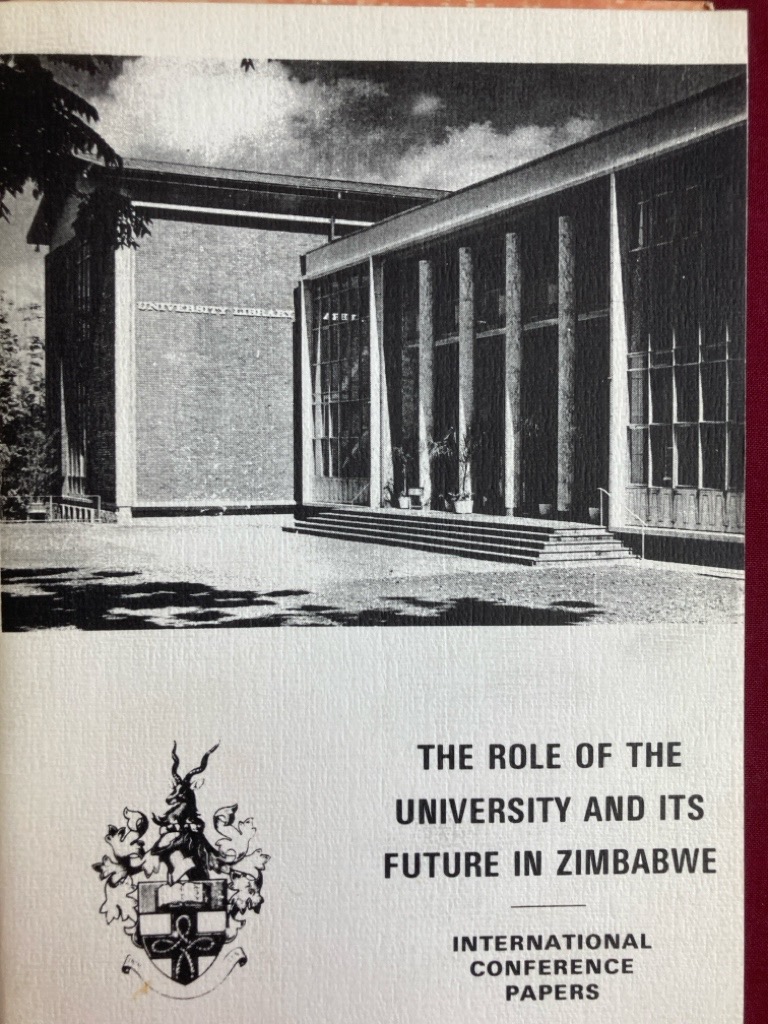 UNIVERSITY LIBRARY
THE ROLE OF THE
UNIVERSITY AND ITS
FUTURE IN ZIMBABWE
INTERNATIONAL
CONFERENCE
PAPERS